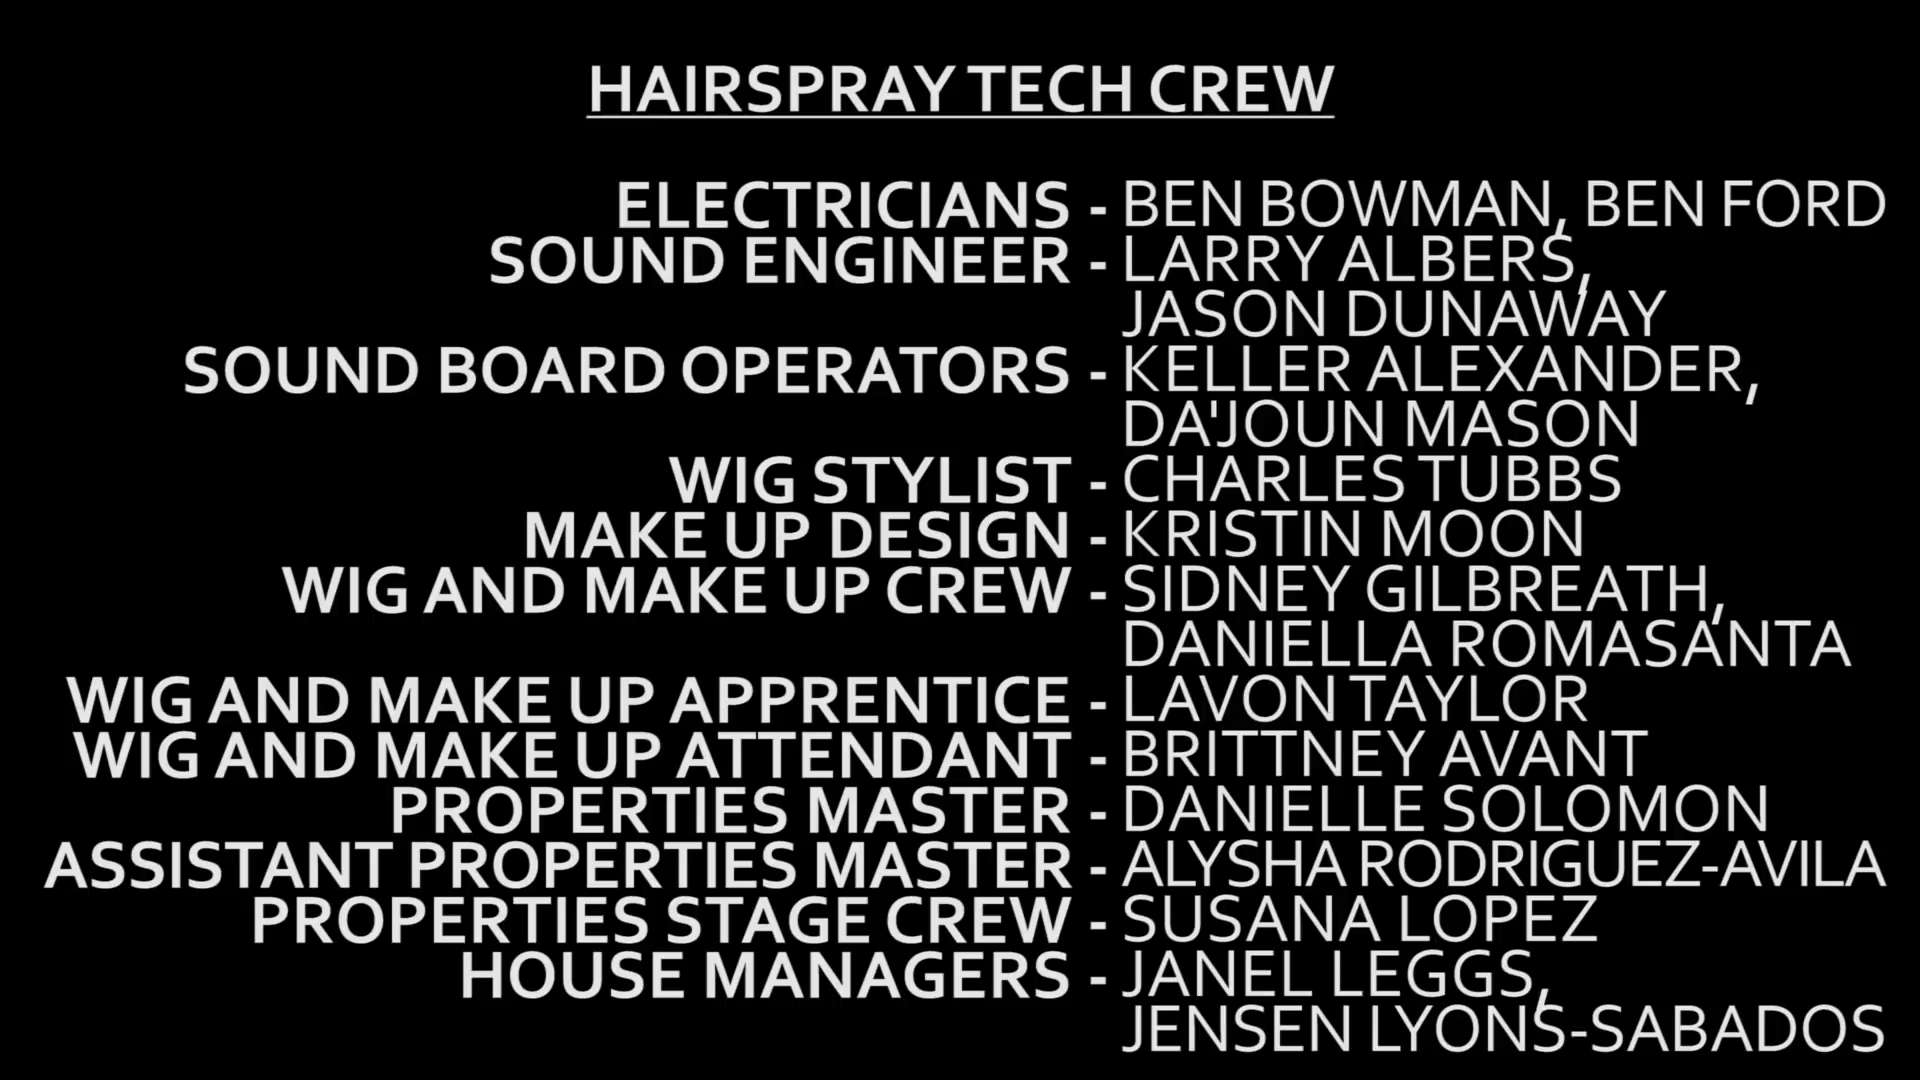 HAIRSPRAY TECH CREW
ELECTRICIANS - BEN BOWMAN, BEN FORD
SOUND ENGINEER - LARRY ALBERS,
JASON DUNAWAY
SOUND BOARD OPERATORS - KELLER ALEXANDER,
DA'JOUN MASON
WIG STYLIST - CHARLES TUBBS
MAKE UP DESIGN - KRISTIN MOON
WIG AND MAKE UP CREW - SIDNEY GILBREATH,
DANIELLA ROMASANTA
WIG AND MAKE UP APPRENTICE - LAVON TAYLOR
WIG AND MAKE UP ATTENDANT - BRITTNEY AVANT
PROPERTIES MASTER - DANIELLE SOLOMON
ASSISTANT PROPERTIES MASTER - ALYSHA RODRIGUEZ-AVILA
PROPERTIES STAGE CREW - SUSANA LOPEZ
HOUSE MANAGERS - JANEL LEGGS,
JENSEN LYONS-SABADOS